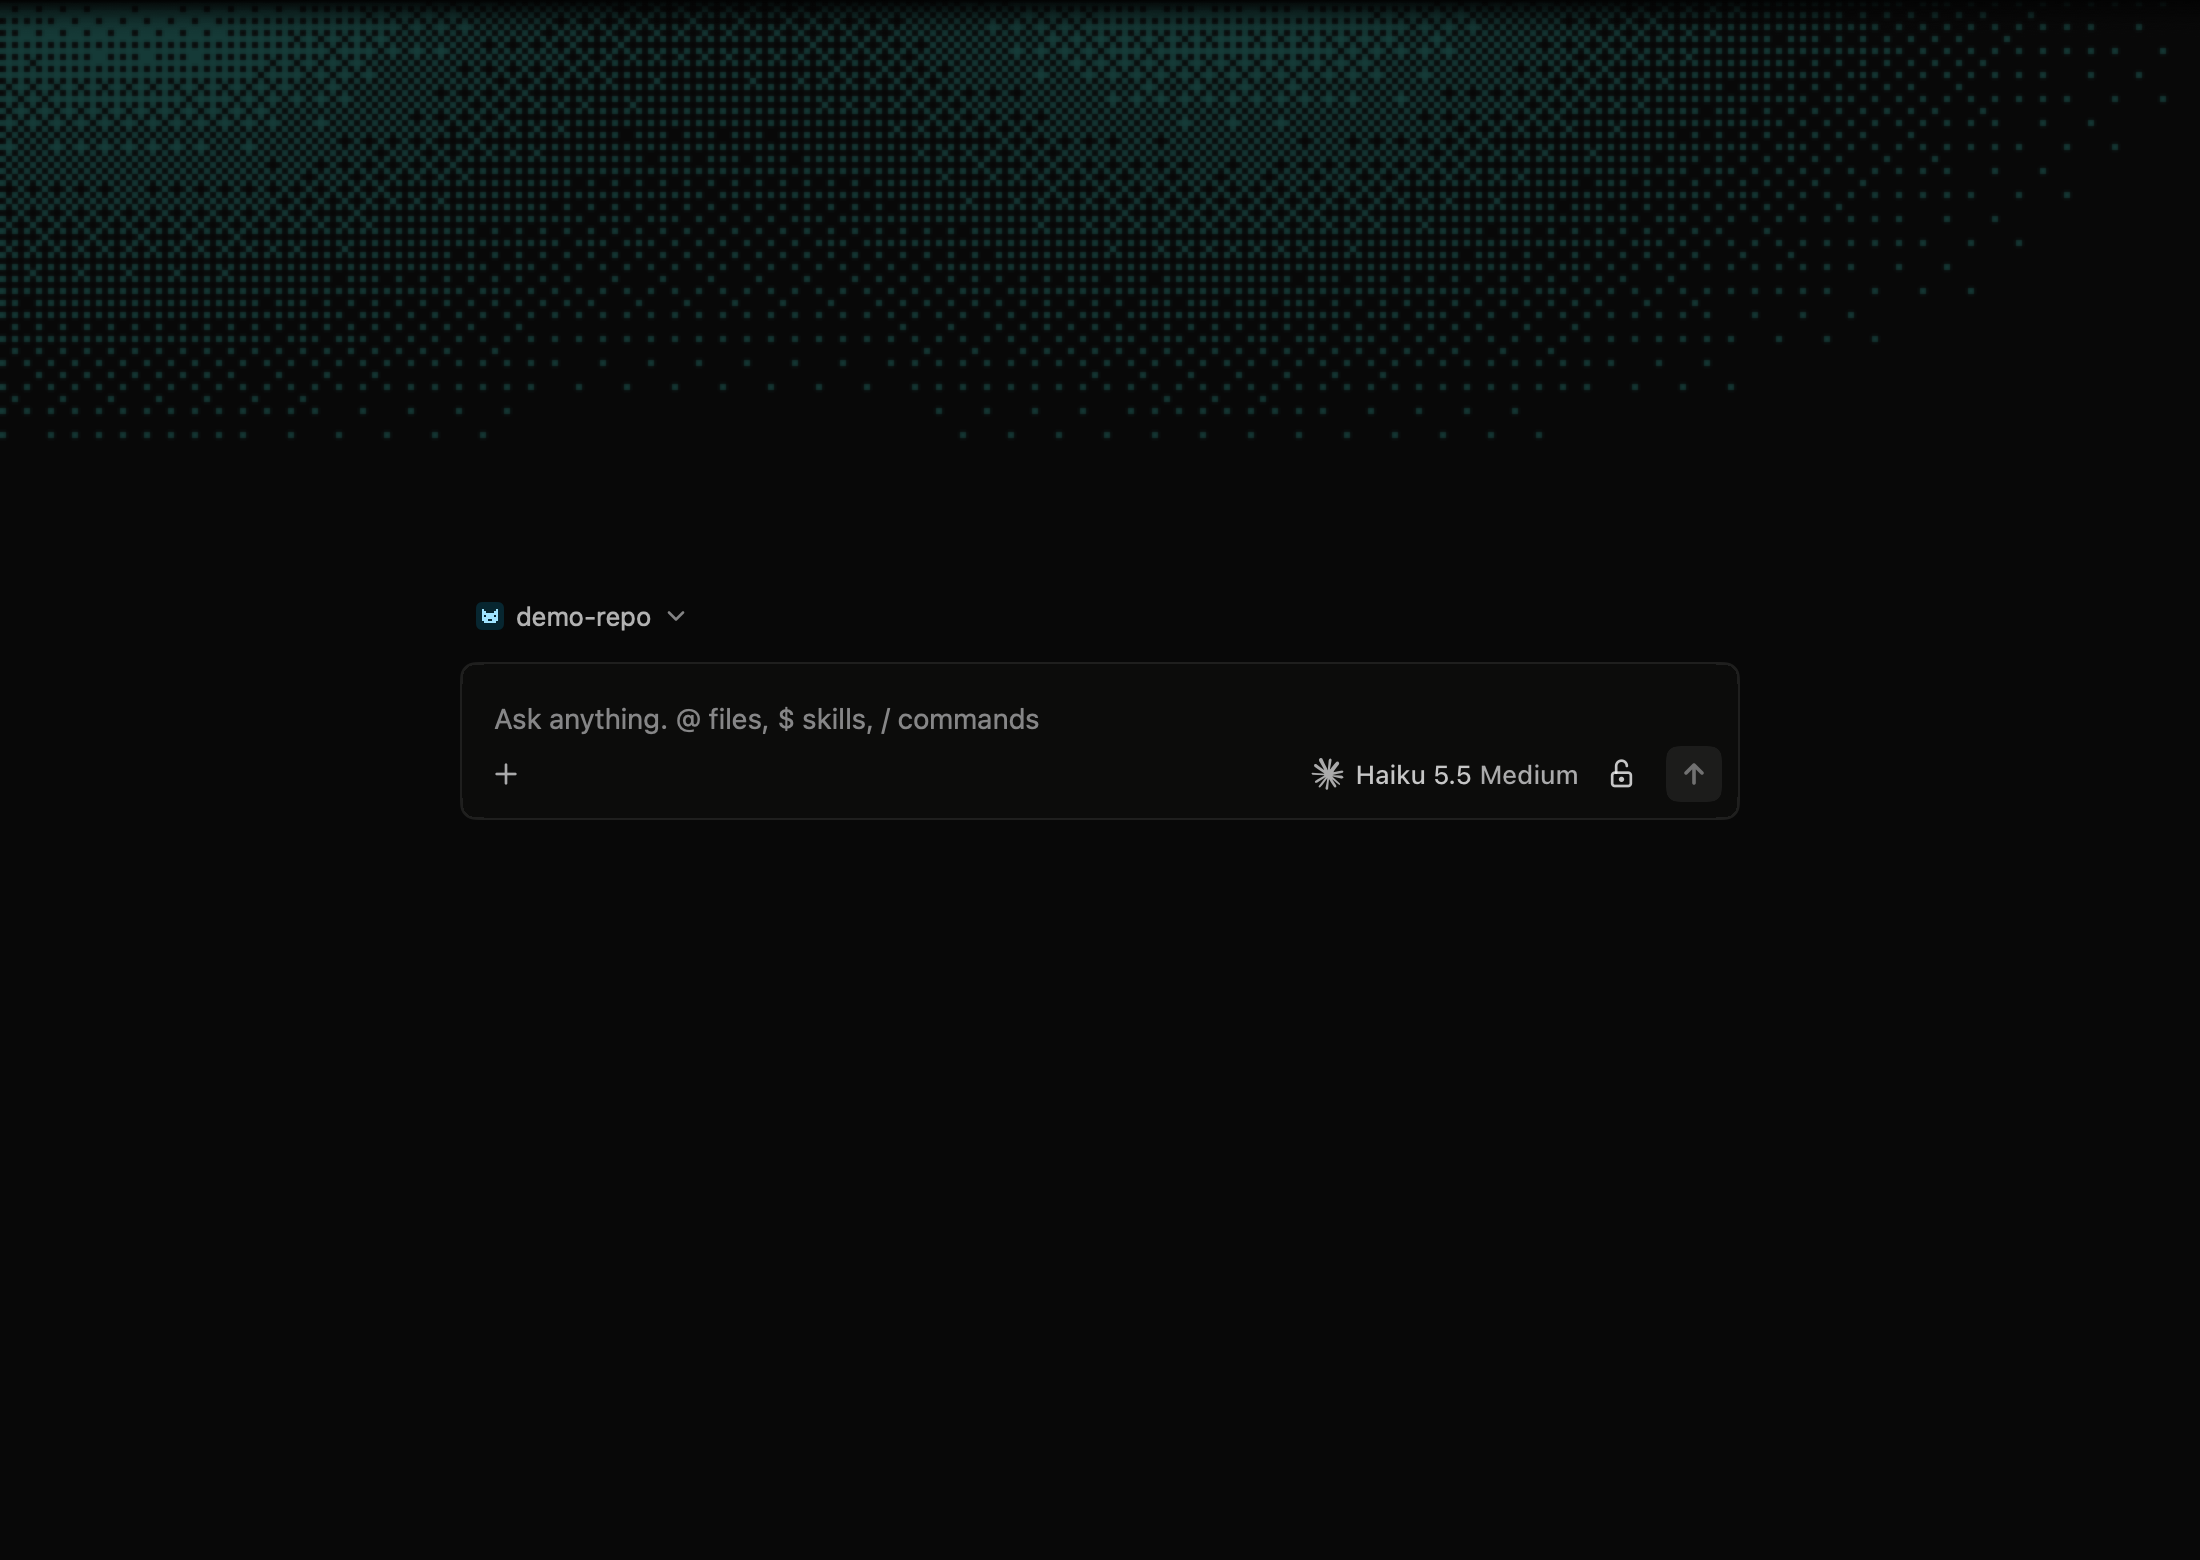 demo-repo
Ask anything. @ files, $ skills, / commands
Haiku 5.5 Medium